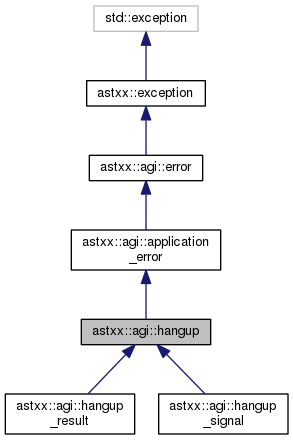 std::exception
astxx::exception
astxx::agi::error
astxx::agi::application
_error
astxx::agi::hangup
astxx::agi::hangup
_result
astxx::agi::hangup
_signal